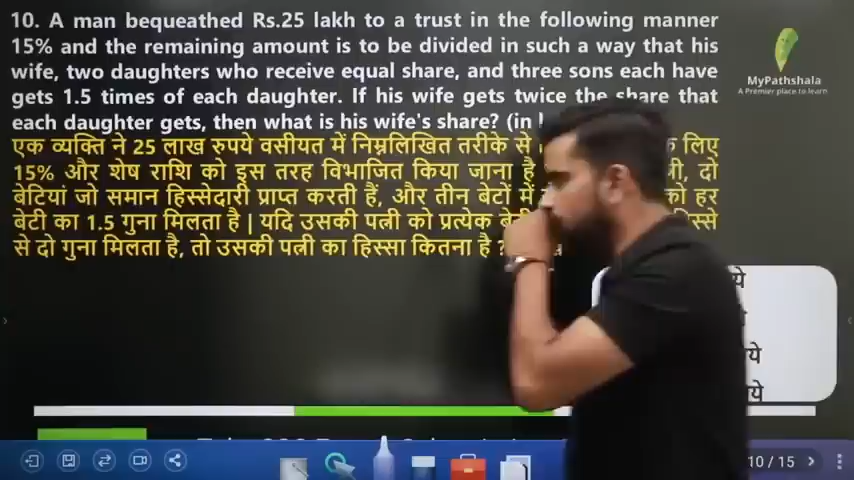 10. A man bequeathed Rs.25 lakh to a trust in the following manner
15% and the remaining amount is to be divided in such a way that his
wife, two daughters who receive equal share, and three sons each have
gets 1.5 times of each daughter. If his wife gets twice the share that
each daughter gets, then what is his wife's share? (in
एक व्यक्ति ने 25 लाख रुपये वसीयत में निम्नलिखित तरीके से लिए
15% और शेष राशि को इस तरह विभाजित किया जाना है दो
बेटियां जो समान हिस्सेदारी प्राप्त करती हैं, और तीन बेटों में को हर
बेटी का 1.5 गुना मिलता है | यदि उसकी पत्नी को प्रत्येक
से दो गुना मिलता है, तो उसकी पत्नी का हिस्सा कितना है ?
MyPathshala
A Premier place to learn
10 / 15